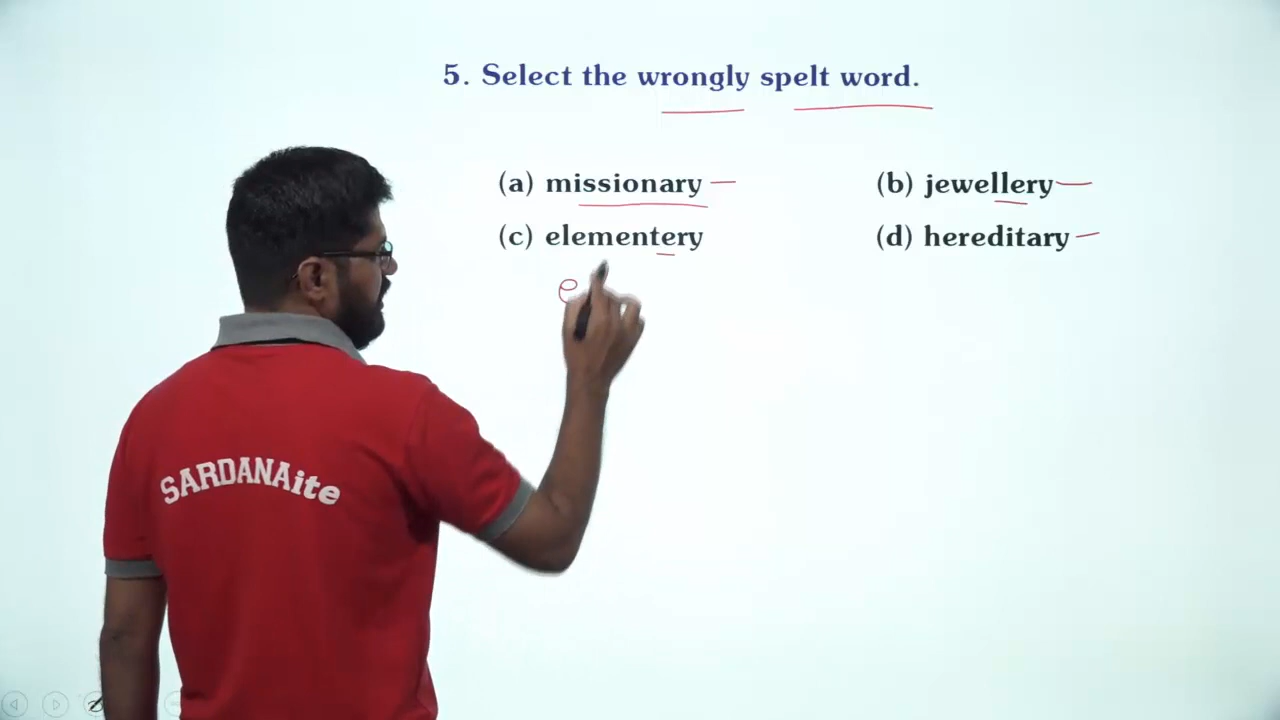 5. Select the wrongly spelt word.
(a) missionary
(b) jewellery
(c) elementery
(d) hereditary
e
SARDANAite